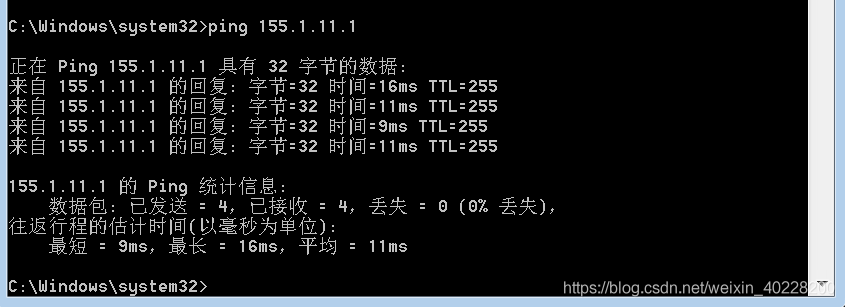 C:\Windows\system32>ping 155.1.11.1
正在 Ping 155.1.11.1 具有 32 字节的数据:
来自 155.1.11.1 的回复: 字节=32 时间=16ms TTL=255
来自 155.1.11.1 的回复: 字节=32 时间=11ms TTL=255
来自 155.1.11.1 的回复: 字节=32 时间=9ms TTL=255
来自 155.1.11.1 的回复: 字节=32 时间=11ms TTL=255
155.1.11.1 的 Ping 统计信息:
数据包: 已发送 = 4，已接收 = 4，丢失 = 0 (0% 丢失)，
往返行程的估计时间(以毫秒为单位):
最短 = 9ms，最长 = 16ms，平均 = 11ms
C:\Windows\system32>